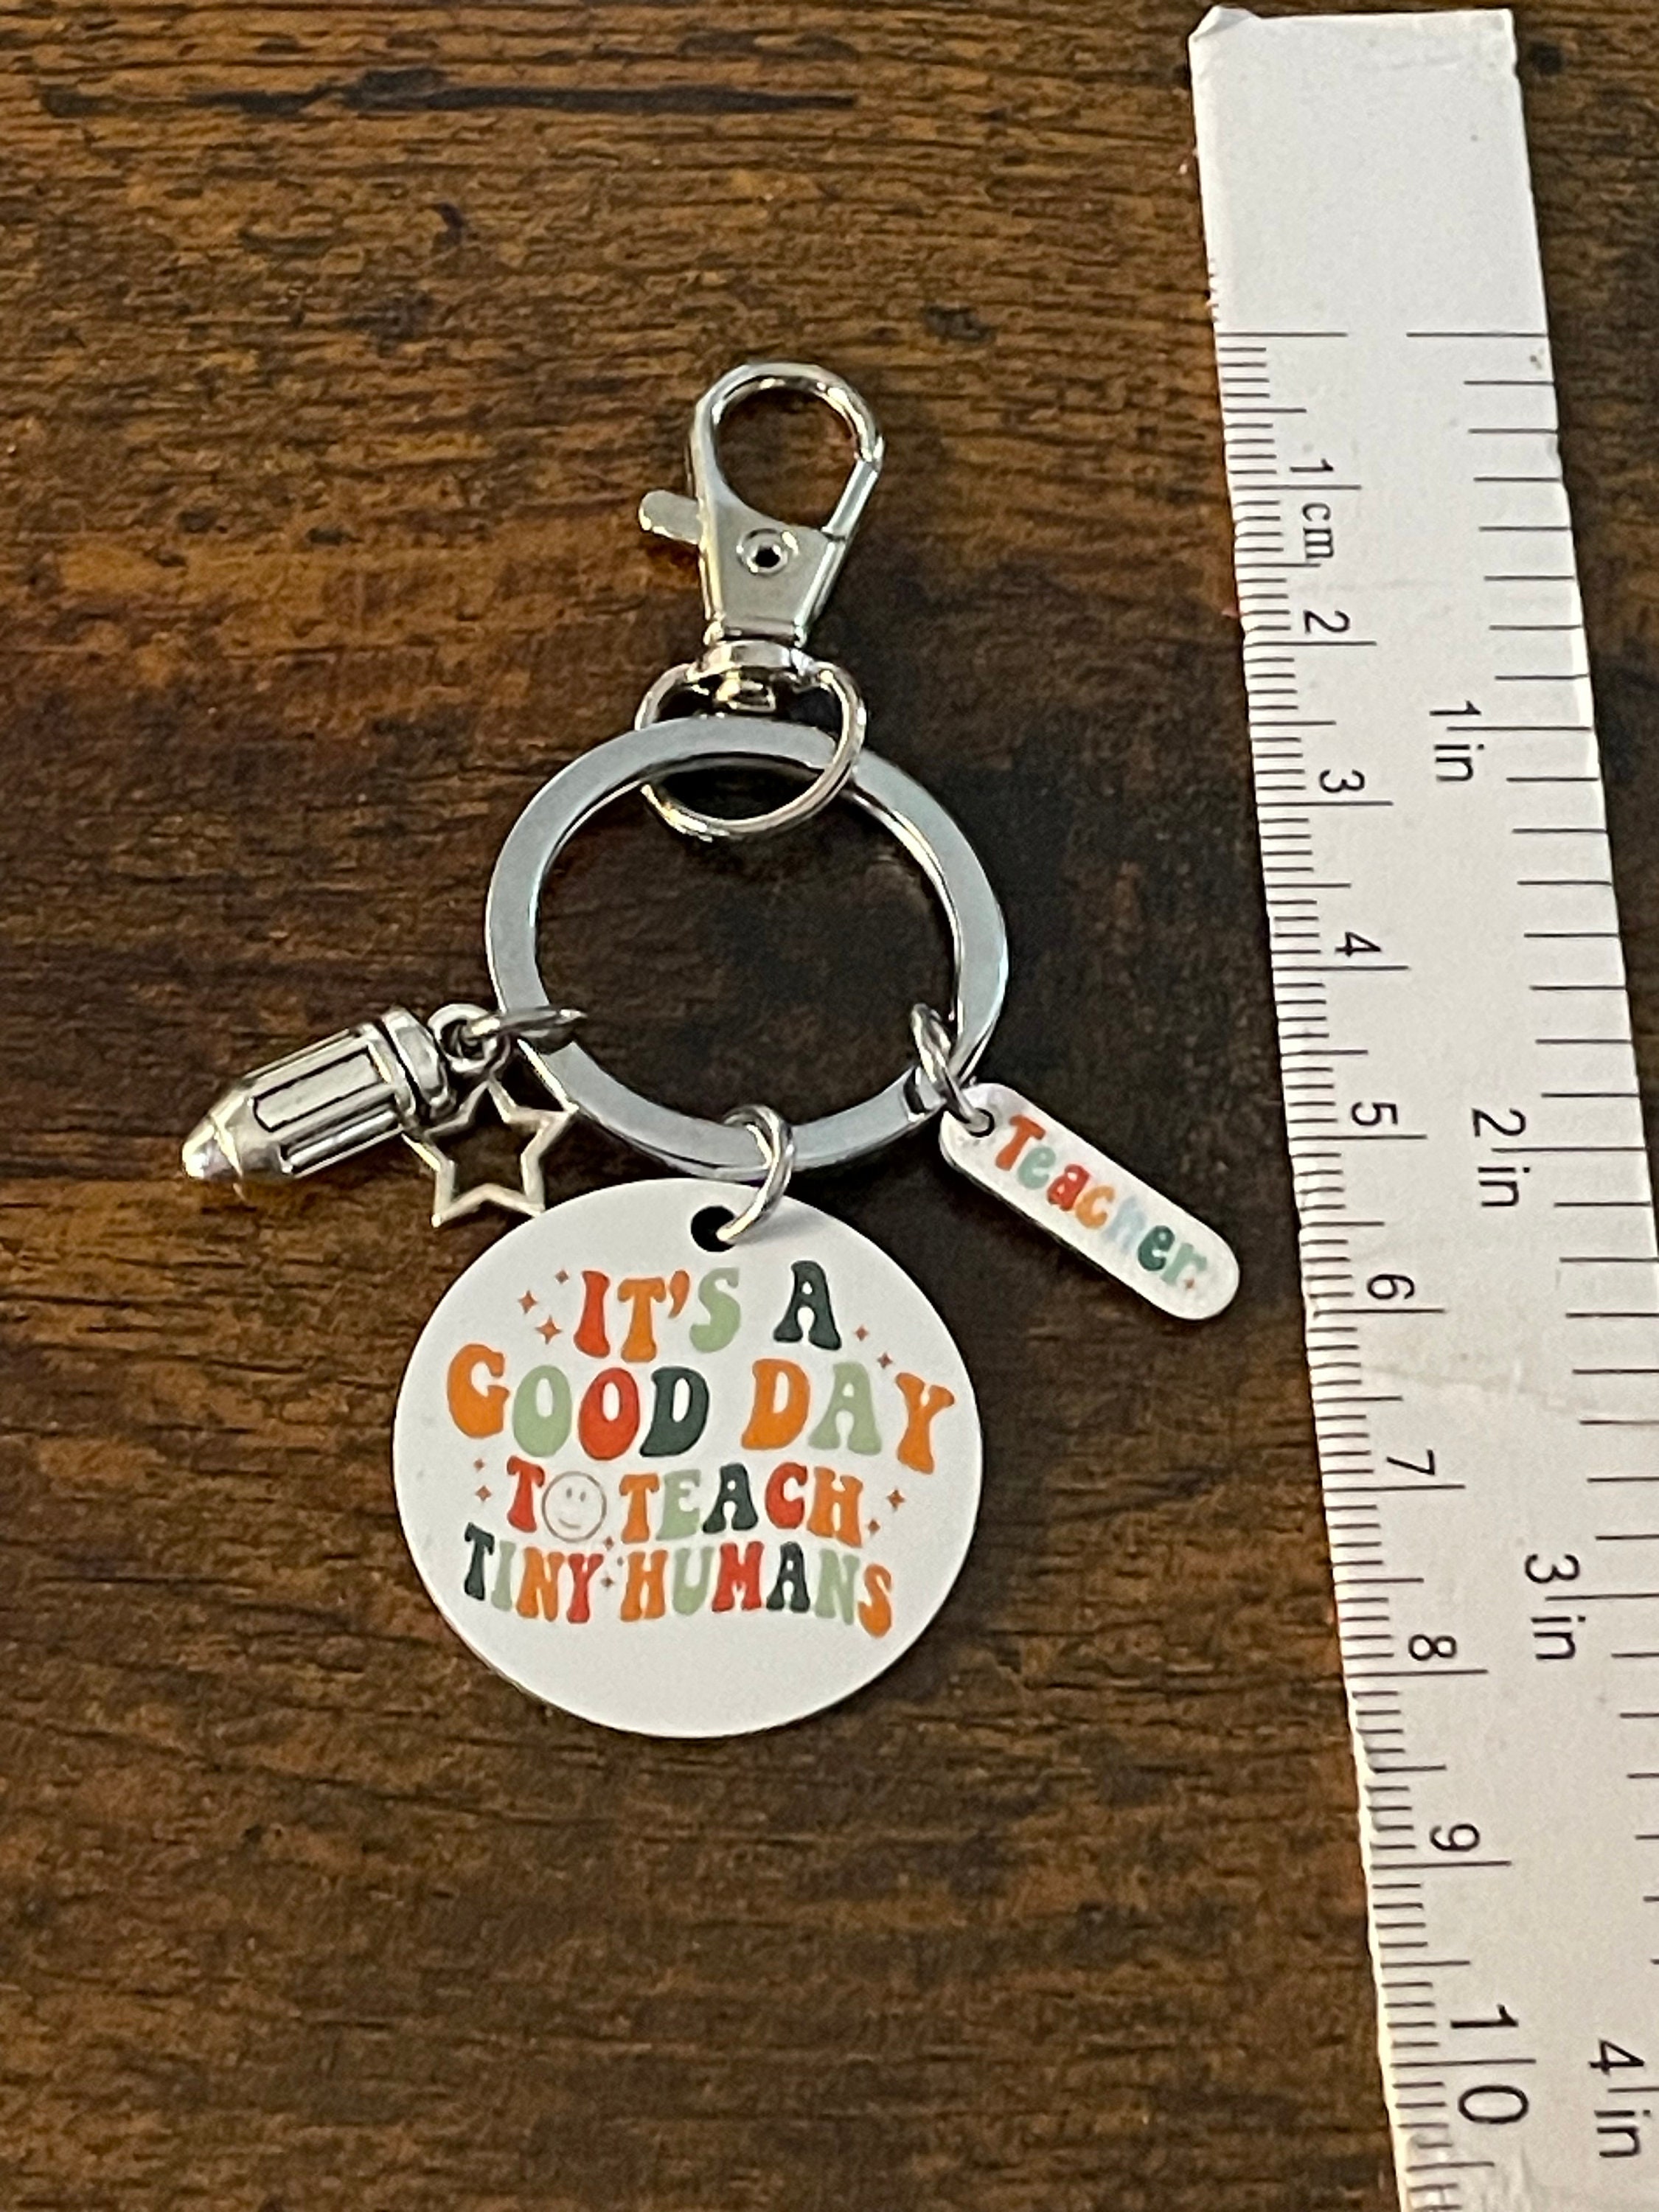 IT'S A
GOOD DAY
TO TEACH
TINY HUMANS
Teacher
1 cm
2
3
4
5
6
7
8
9
10
1 in
2 in
3 in
4 in